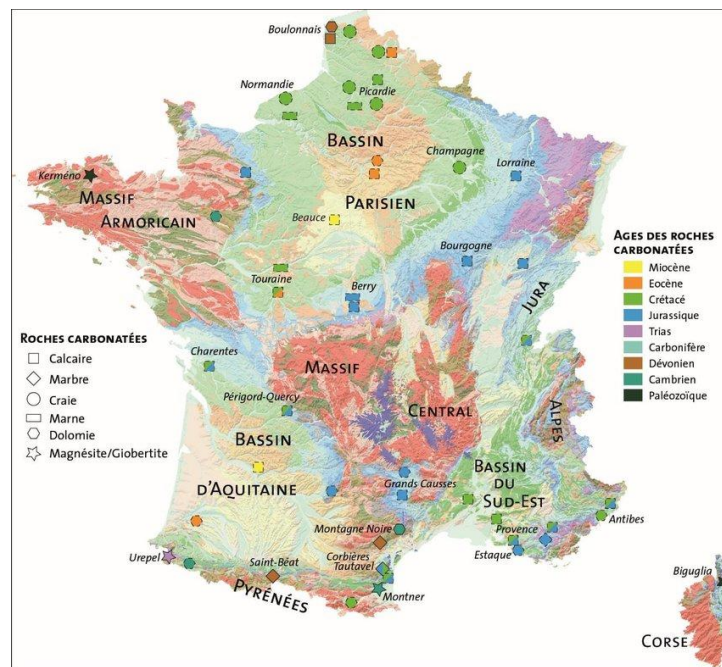 Boulonnais
Normandie
Picardie
BASSIN
PARISIEN
Champagne
Lorraine
Kerméno
MASSIF
ARMORICAIN
Beauce
Bourgogne
Touraine
Berry
JURA
AGES DES ROCHES
CARBONATÉES
Miocène
Eocène
Crétacé
Jurassique
Trias
Carbonifère
Dévonien
Cambrien
Paléozoïque
ROCHES CARBONATÉES
Calcaire
Marbre
Craie
Marne
Dolomie
Magnésite/Giobertite
Charentes
MASSIF
CENTRAL
Périgord-Quercy
ALPES
BASSIN
D'AQUITAINE
Grands Causses
BASSIN
DU
SUD-EST
Montagne Noire
Provence
Antibes
Estaque
Urepel
Saint-Béat
Corbières
Tautavel
Montner
PYRÉNÉES
Biguglia
CORSE